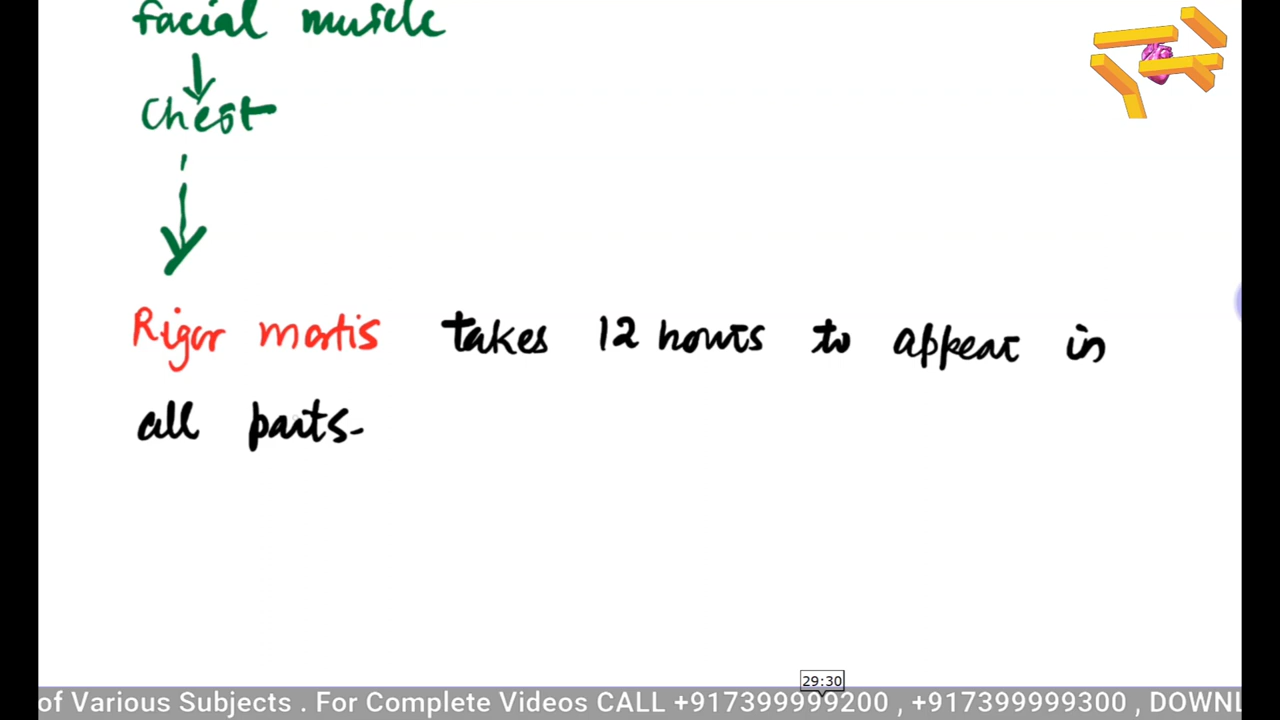 facial muscle
Chest
Rigor mortis takes 12 hours to appear in
all parts.
29:30
of Various Subjects . For Complete Videos CALL +917399999200 , +917399999300 , DOWNL